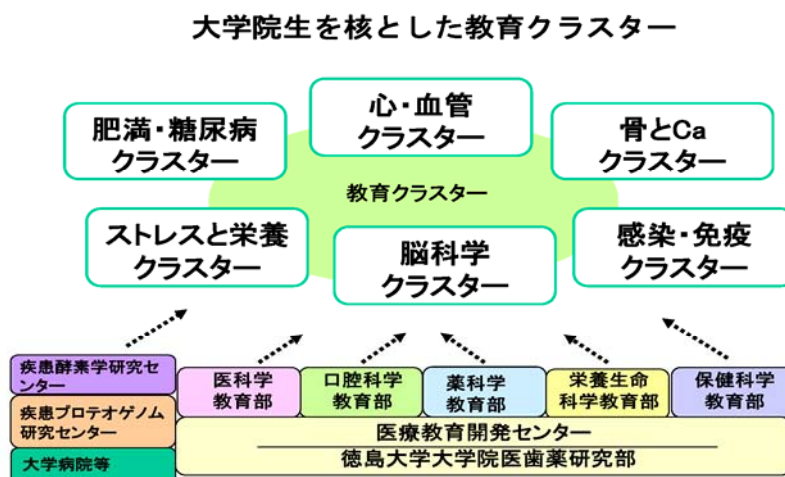 大学院生を核とした教育クラスター
心・血管
クラスター
肥満・糖尿病
クラスター
骨とCa
クラスター
教育クラスター
ストレスと栄養
クラスター
脳科学
クラスター
感染・免疫
クラスター
疾患酵素学研究セ
ンター
疾患プロテオゲノム
研究センター
大学病院等
医科学
教育部
口腔科学
教育部
薬科学
教育部
栄養生命
科学教育部
保健科学
教育部
医療教育開発センター
徳島大学大学院医歯薬研究部